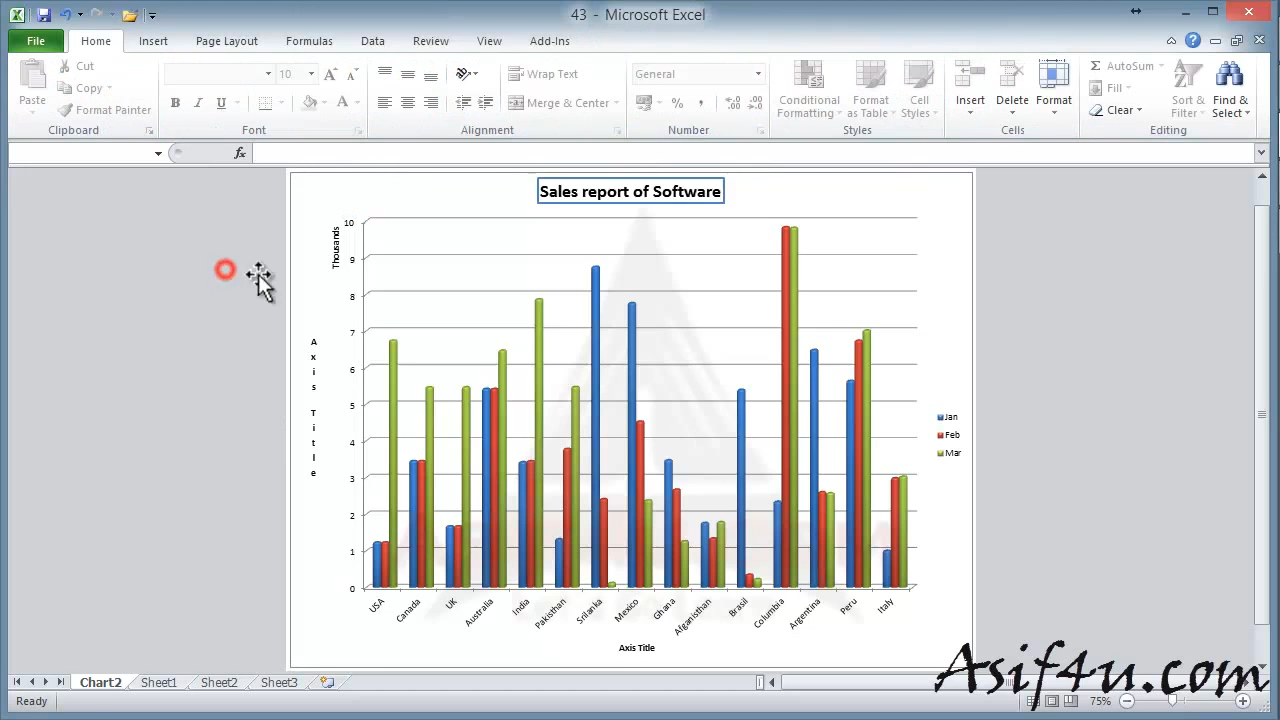 43 - Microsoft Excel
File Home Insert Page Layout Formulas Data Review View Add-Ins
Paste
Cut
Copy
Format Painter
Clipboard
10
A A
B I U
A
Font
Wrap Text
Merge & Center
Alignment
General
% ,
Number
Conditional Formatting
Format as Table
Cell Styles
Styles
Insert
Delete
Format
Cells
Σ AutoSum
Fill
Clear
Sort & Filter
Find & Select
Editing
fx
Sales report of Software
Thousands
10
9
8
7
6
5
4
3
2
1
0
Axis Title
USA
Canada
UK
Australia
India
Pakisthan
Srilanka
Mexico
Ghana
Afganistban
Brasil
Columbia
Argentina
Peru
Italy
Axis Title
Jan
Feb
Mar
Asif4u.com
Chart2 Sheet1 Sheet2 Sheet3
Ready
75%